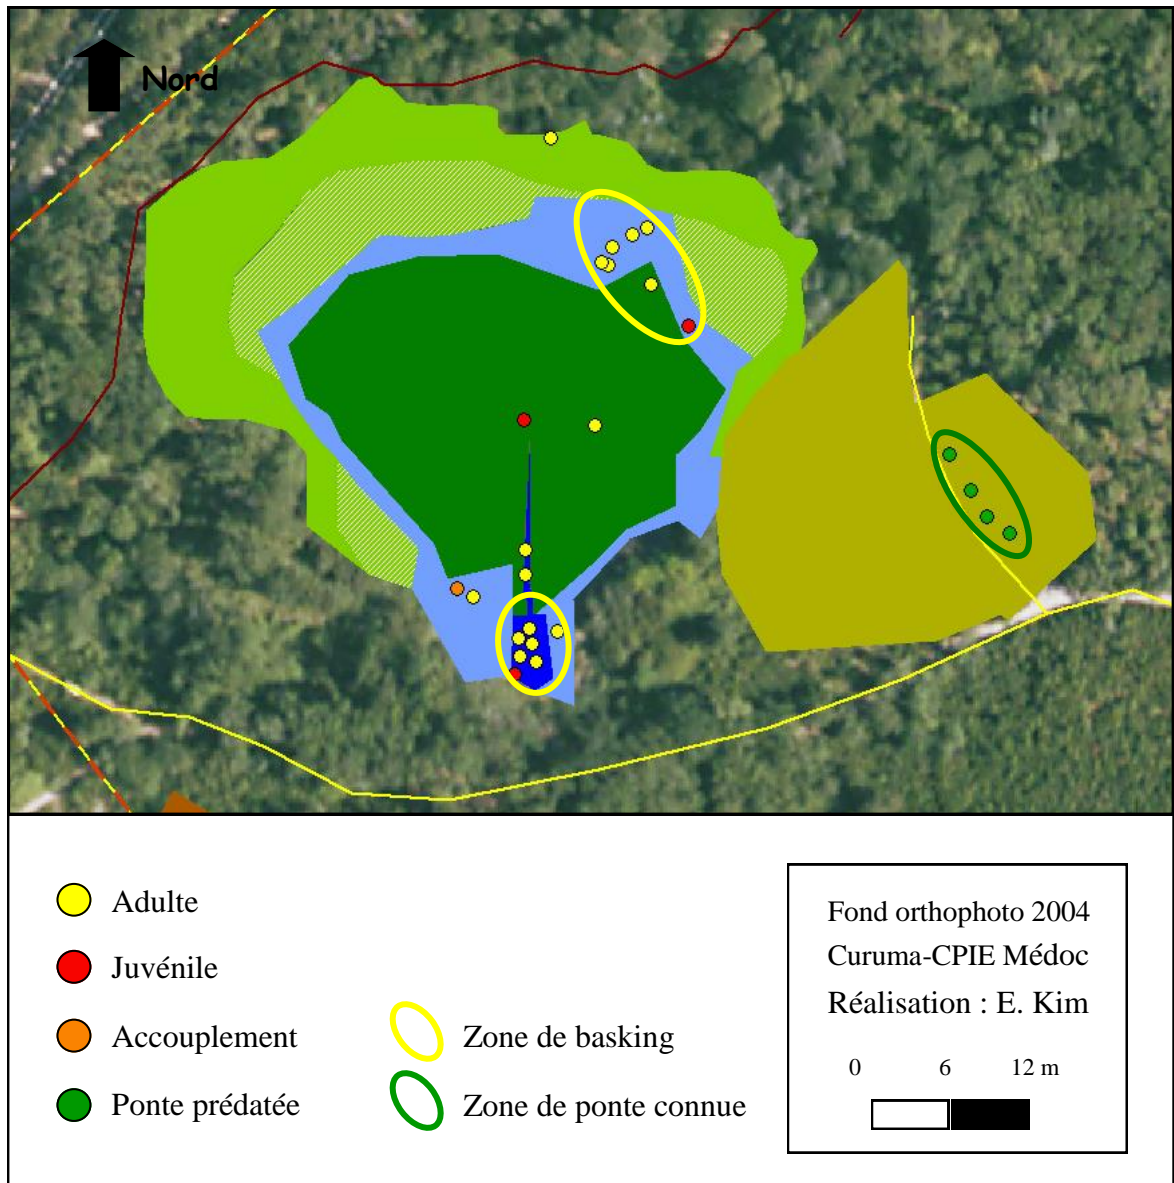 Nord
Adulte
Juvénile
Accouplement
Ponte prédatée
Zone de basking
Zone de ponte connue
Fond orthophoto 2004
Curuma-CPIE Médoc
Réalisation : E. Kim
0 6 12 m